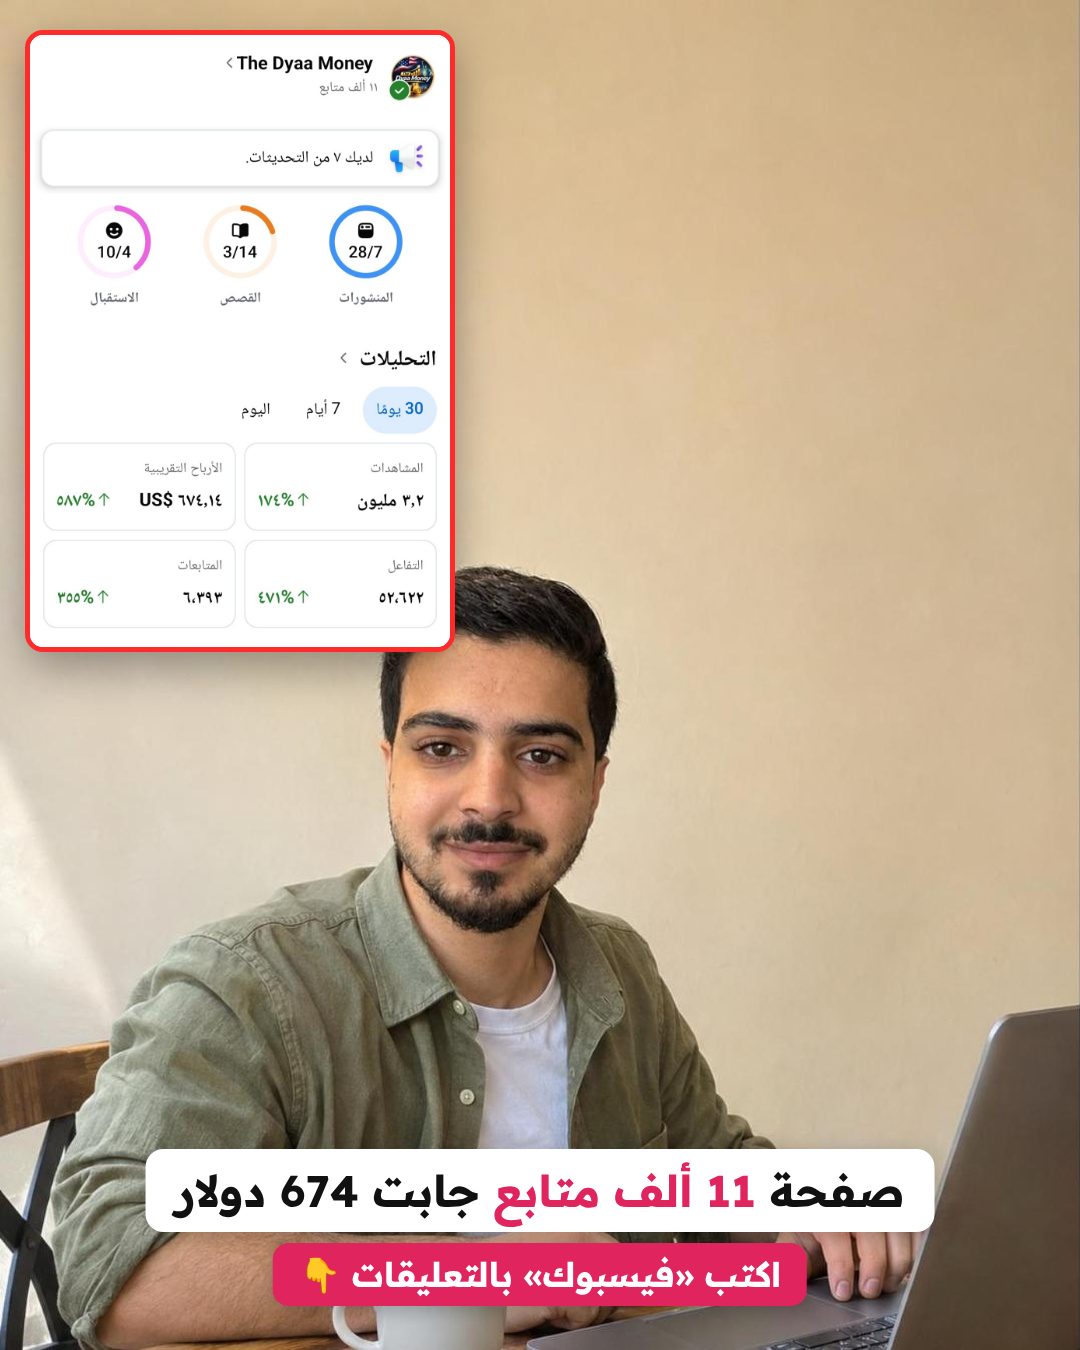 The Dyaa Money
١١ ألف متابع
لديك ٧ من التحديثات.
28/7
3/14
10/4
المنشورات
القصص
الاستقبال
التحليلات
30 يومًا
7 أيام
اليوم
المشاهدات
٣,٢ مليون
١٧٤%
الأرباح التقريبية
US$ ٦٧٤,١٤
٥٨٧%
التفاعل
٥٢،٦٢٢
٤٧١%
المتابعات
٦،٣٩٣
٣٥٥%
صفحة 11 ألف متابع جابت 674 دولار
اكتب «فيسبوك» بالتعليقات 👇